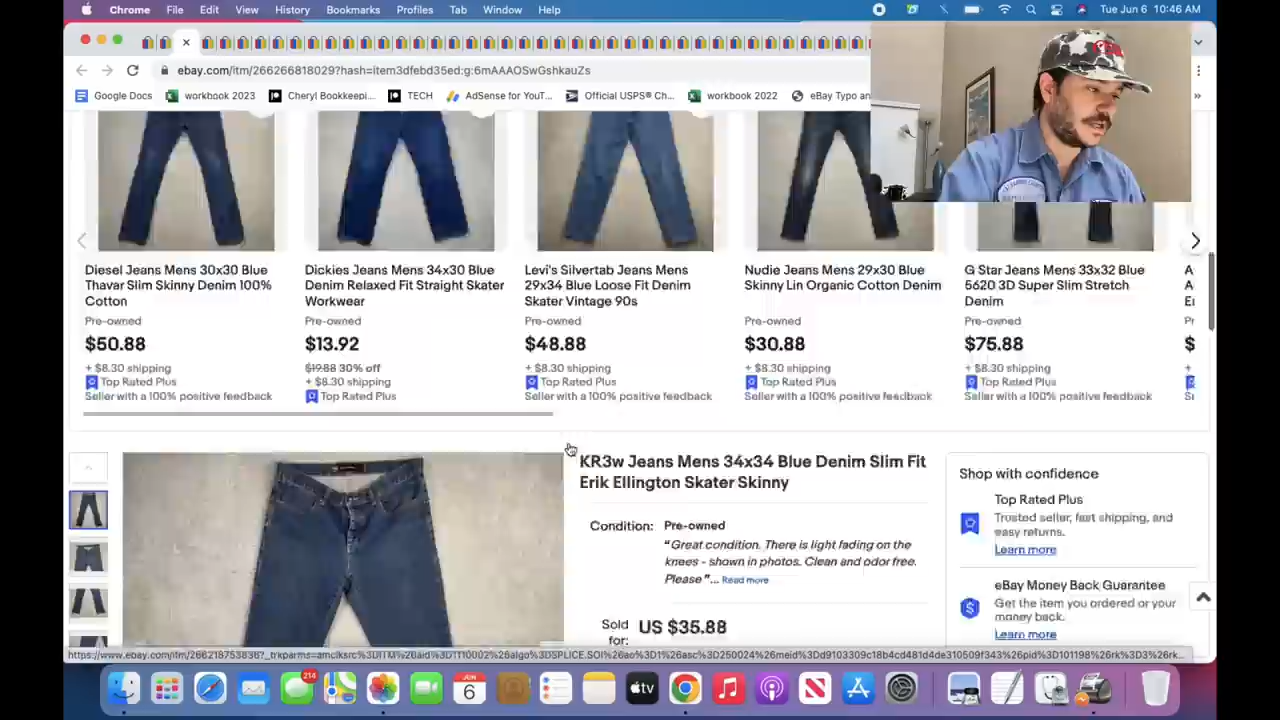 Chrome File Edit View History Bookmarks Profiles Tab Window Help Tue Jun 6 10:46 AM
ebay.com/itm/266266818029?hash=item3dfebd35ed:g:6mAAAOSwGshkauZs
Google Docs workbook 2023 Cheryl Bookkeepi... TECH AdSense for YouT... Official USPS® Ch... workbook 2022 eBay Typo an
Diesel Jeans Mens 30x30 Blue
Thavar Slim Skinny Denim 100%
Cotton
Pre-owned
$50.88
+ $8.30 shipping
Top Rated Plus
Seller with a 100% positive feedback
Dickies Jeans Mens 34x30 Blue
Denim Relaxed Fit Straight Skater
Workwear
Pre-owned
$13.92
$19.88 30% off
+ $8.30 shipping
Top Rated Plus
Levi's Silvertab Jeans Mens
29x34 Blue Loose Fit Denim
Skater Vintage 90s
Pre-owned
$48.88
+ $8.30 shipping
Top Rated Plus
Seller with a 100% positive feedback
Nudie Jeans Mens 29x30 Blue
Skinny Lin Organic Cotton Denim
Pre-owned
$30.88
+ $8.30 shipping
Top Rated Plus
Seller with a 100% positive feedback
G Star Jeans Mens 33x32 Blue
5620 3D Super Slim Stretch
Denim
Pre-owned
$75.88
+ $8.30 shipping
Top Rated Plus
Seller with a 100% positive feedback
KR3w Jeans Mens 34x34 Blue Denim Slim Fit
Erik Ellington Skater Skinny
Condition: Pre-owned
"Great condition. There is light fading on the
knees - shown in photos. Clean and odor free.
Please"... Read more
Sold
for: US $35.88
Shop with confidence
Top Rated Plus
Trusted seller, fast shipping, and
easy returns.
Learn more
eBay Money Back Guarantee
Get the item you ordered or your
money back.
Learn more
214
JUN
6
tv